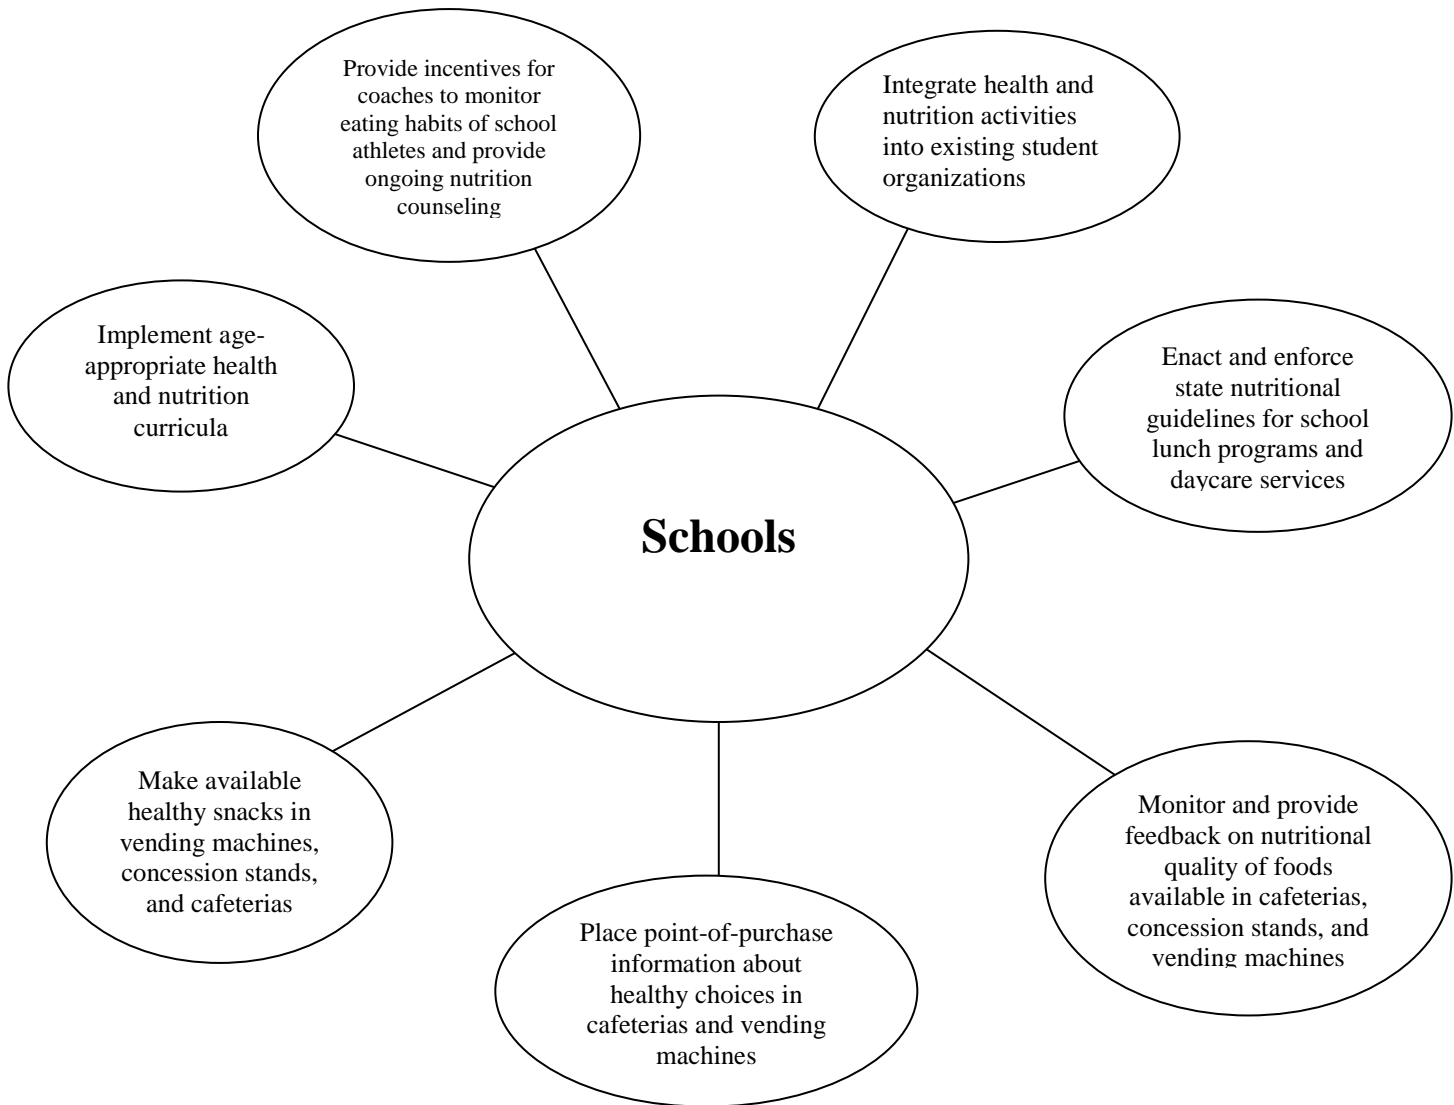 Provide incentives for
coaches to monitor
eating habits of school
athletes and provide
ongoing nutrition
counseling
Integrate health and
nutrition activities
into existing student
organizations
Implement age-
appropriate health
and nutrition
curricula
Enact and enforce
state nutritional
guidelines for school
lunch programs and
daycare services
Schools
Make available
healthy snacks in
vending machines,
concession stands,
and cafeterias
Place point-of-purchase
information about
healthy choices in
cafeterias and vending
machines
Monitor and provide
feedback on nutritional
quality of foods
available in cafeterias,
concession stands, and
vending machines